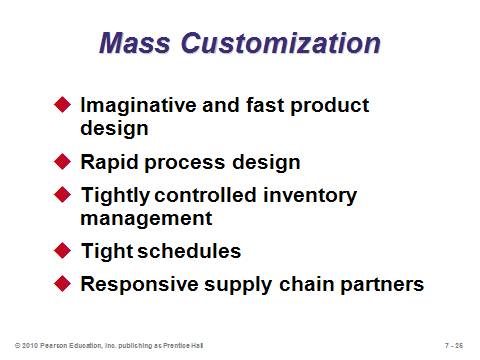 Mass Customization
Imaginative and fast product
design
Rapid process design
Tightly controlled inventory
management
Tight schedules
Responsive supply chain partners
© 2010 Pearson Education, Inc. publishing as Prentice Hall
7 - 26